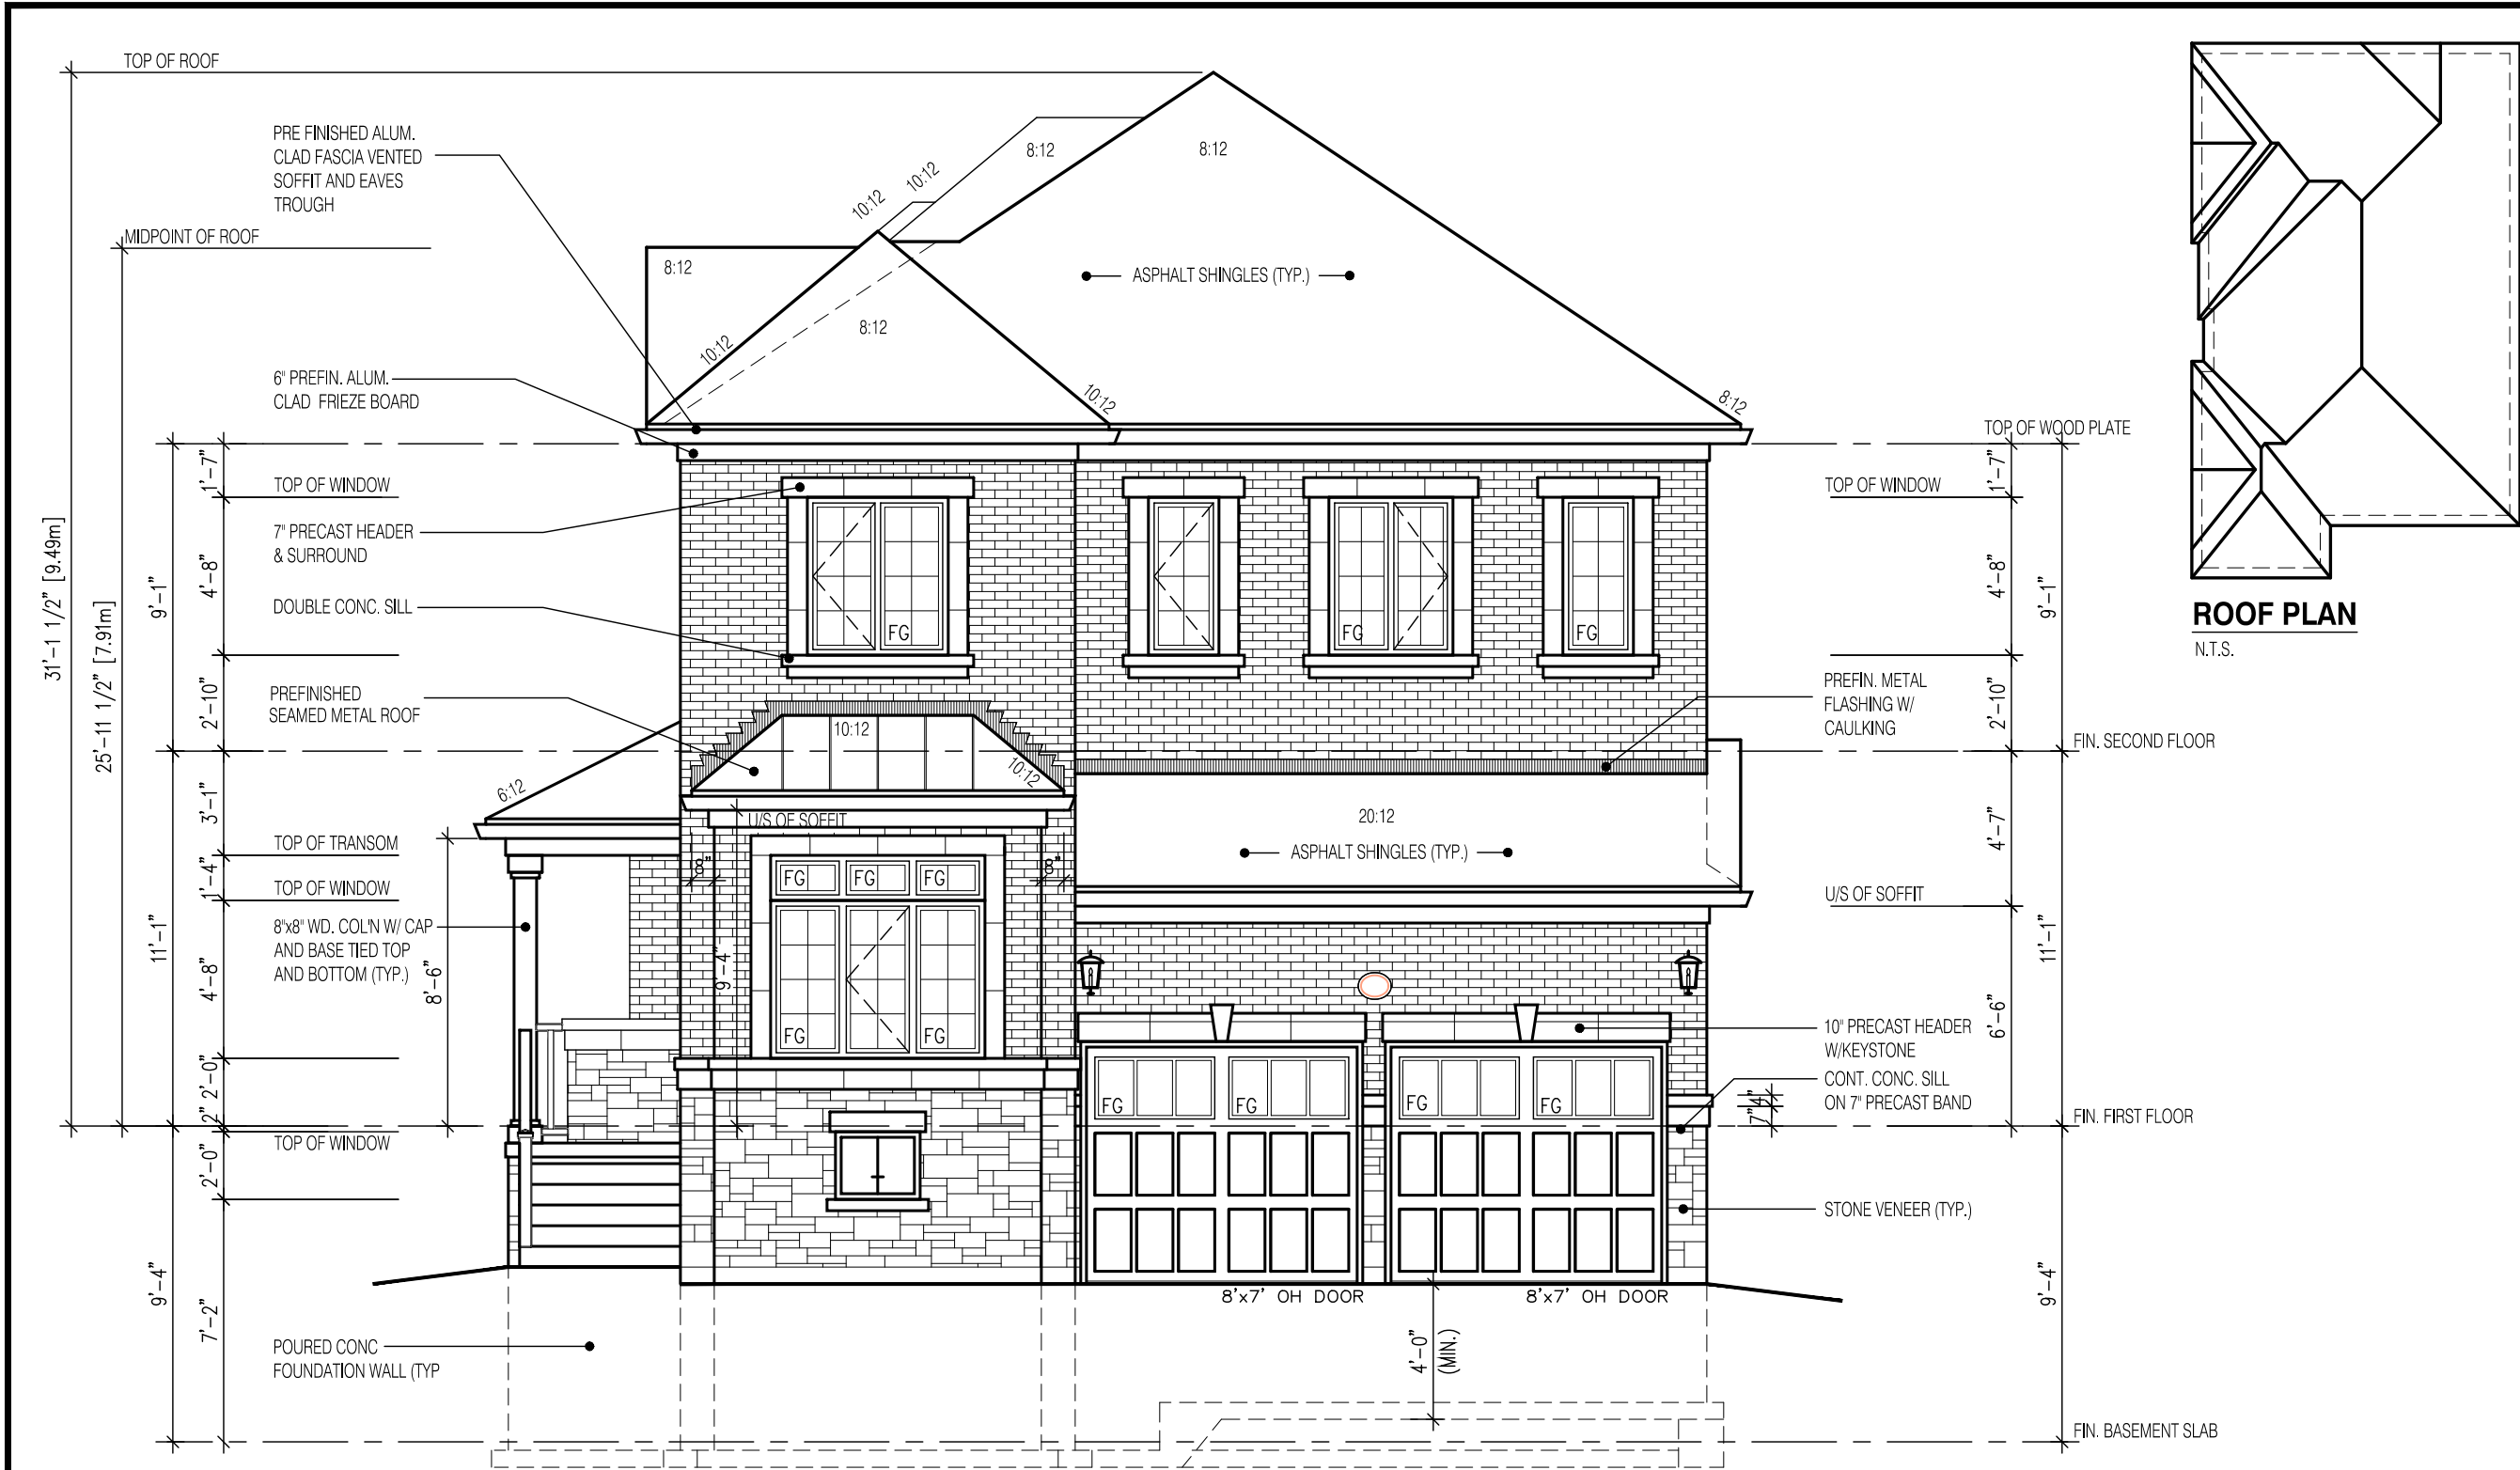 TOP OF ROOF
PRE FINISHED ALUM.
CLAD FASCIA VENTED
SOFFIT AND EAVES
TROUGH
MIDPOINT OF ROOF
6" PREFIN. ALUM.
CLAD FRIEZE BOARD
TOP OF WINDOW
7" PRECAST HEADER
& SURROUND
DOUBLE CONC. SILL
PREFINISHED
SEAMED METAL ROOF
TOP OF TRANSOM
TOP OF WINDOW
8"x8" WD. COL'N W/ CAP
AND BASE TIED TOP
AND BOTTOM (TYP.)
TOP OF WINDOW
POURED CONC
FOUNDATION WALL (TYP
31'-1 1/2" [9.49m]
25'-11 1/2" [7.91m]
9'-1"
11'-1"
9'-4"
1'-7"
4'-8"
2'-10"
3'-1"
1'-4"
4'-8"
2'-0"
2"
2'-0"
7'-2"
8'-6"
8:12
8:12
10:12
10:12
8:12
8:12
10:12
10:12
8:12
ASPHALT SHINGLES (TYP.)
FG
FG
FG
10:12
10:12
6:12
U/S OF SOFFIT
8"
8"
FG
FG
FG
9'-4"
FG
FG
20:12
ASPHALT SHINGLES (TYP.)
FG
FG
FG
FG
8'x7' OH DOOR
8'x7' OH DOOR
4'-0"
(MIN.)
TOP OF WOOD PLATE
TOP OF WINDOW
PREFIN. METAL
FLASHING W/
CAULKING
FIN. SECOND FLOOR
U/S OF SOFFIT
10" PRECAST HEADER
W/KEYSTONE
CONT. CONC. SILL
ON 7" PRECAST BAND
FIN. FIRST FLOOR
STONE VENEER (TYP.)
FIN. BASEMENT SLAB
1'-7"
4'-8"
2'-10"
4'-7"
6'-6"
4"
7"
9'-1"
11'-1"
9'-4"
ROOF PLAN
N.T.S.